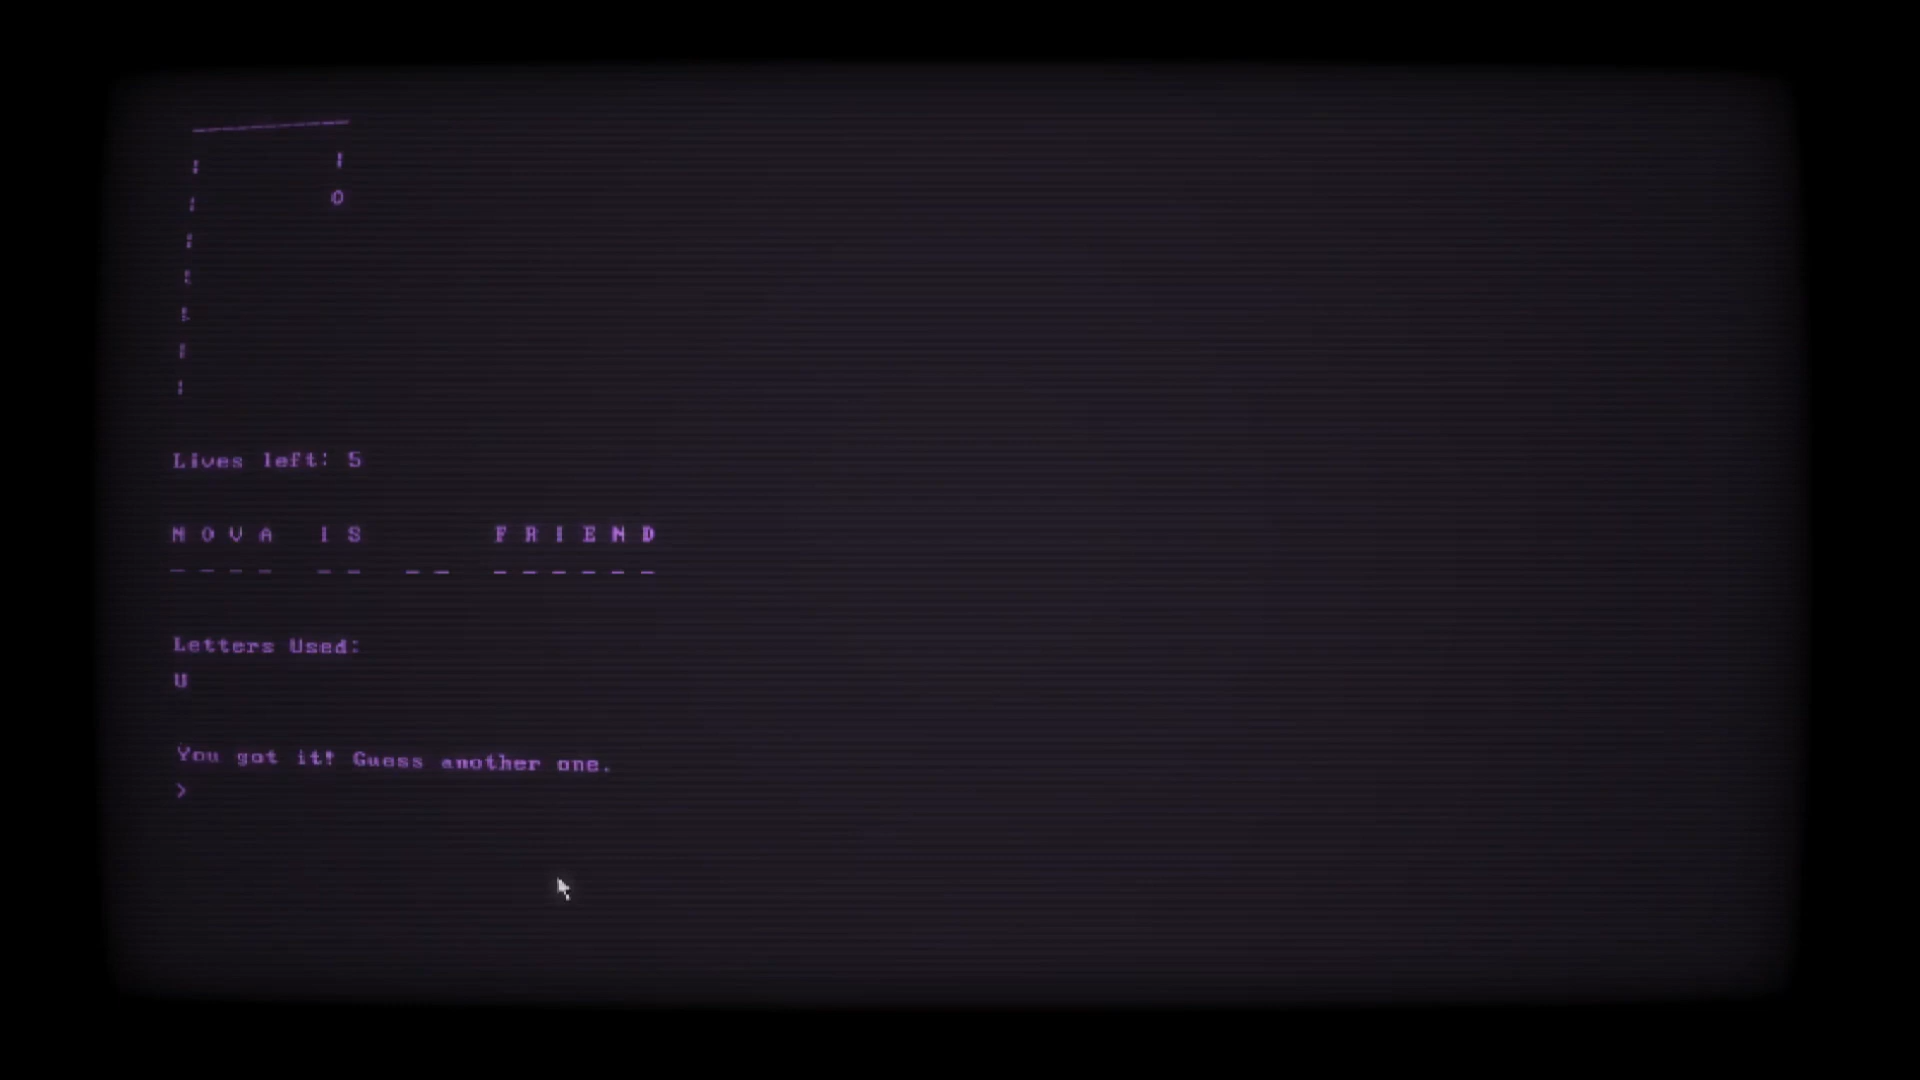 O
Lives left: 5
N O V A  I S  F R I E N D
_ _ _ _  _ _  _ _  _ _ _ _ _ _
Letters Used:
U
You got it! Guess another one.
>